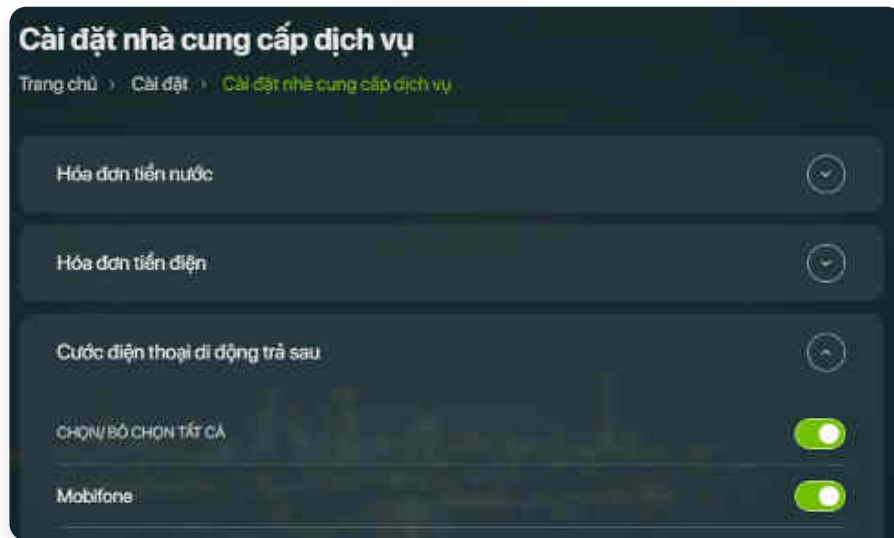 Cài đặt nhà cung cấp dịch vụ
Trang chủ › Cài đặt › Cài đặt nhà cung cấp dịch vụ
Hóa đơn tiền nước
Hóa đơn tiền điện
Cước điện thoại di động trả sau
CHỌN/ BỎ CHỌN TẤT CẢ
Mobifone